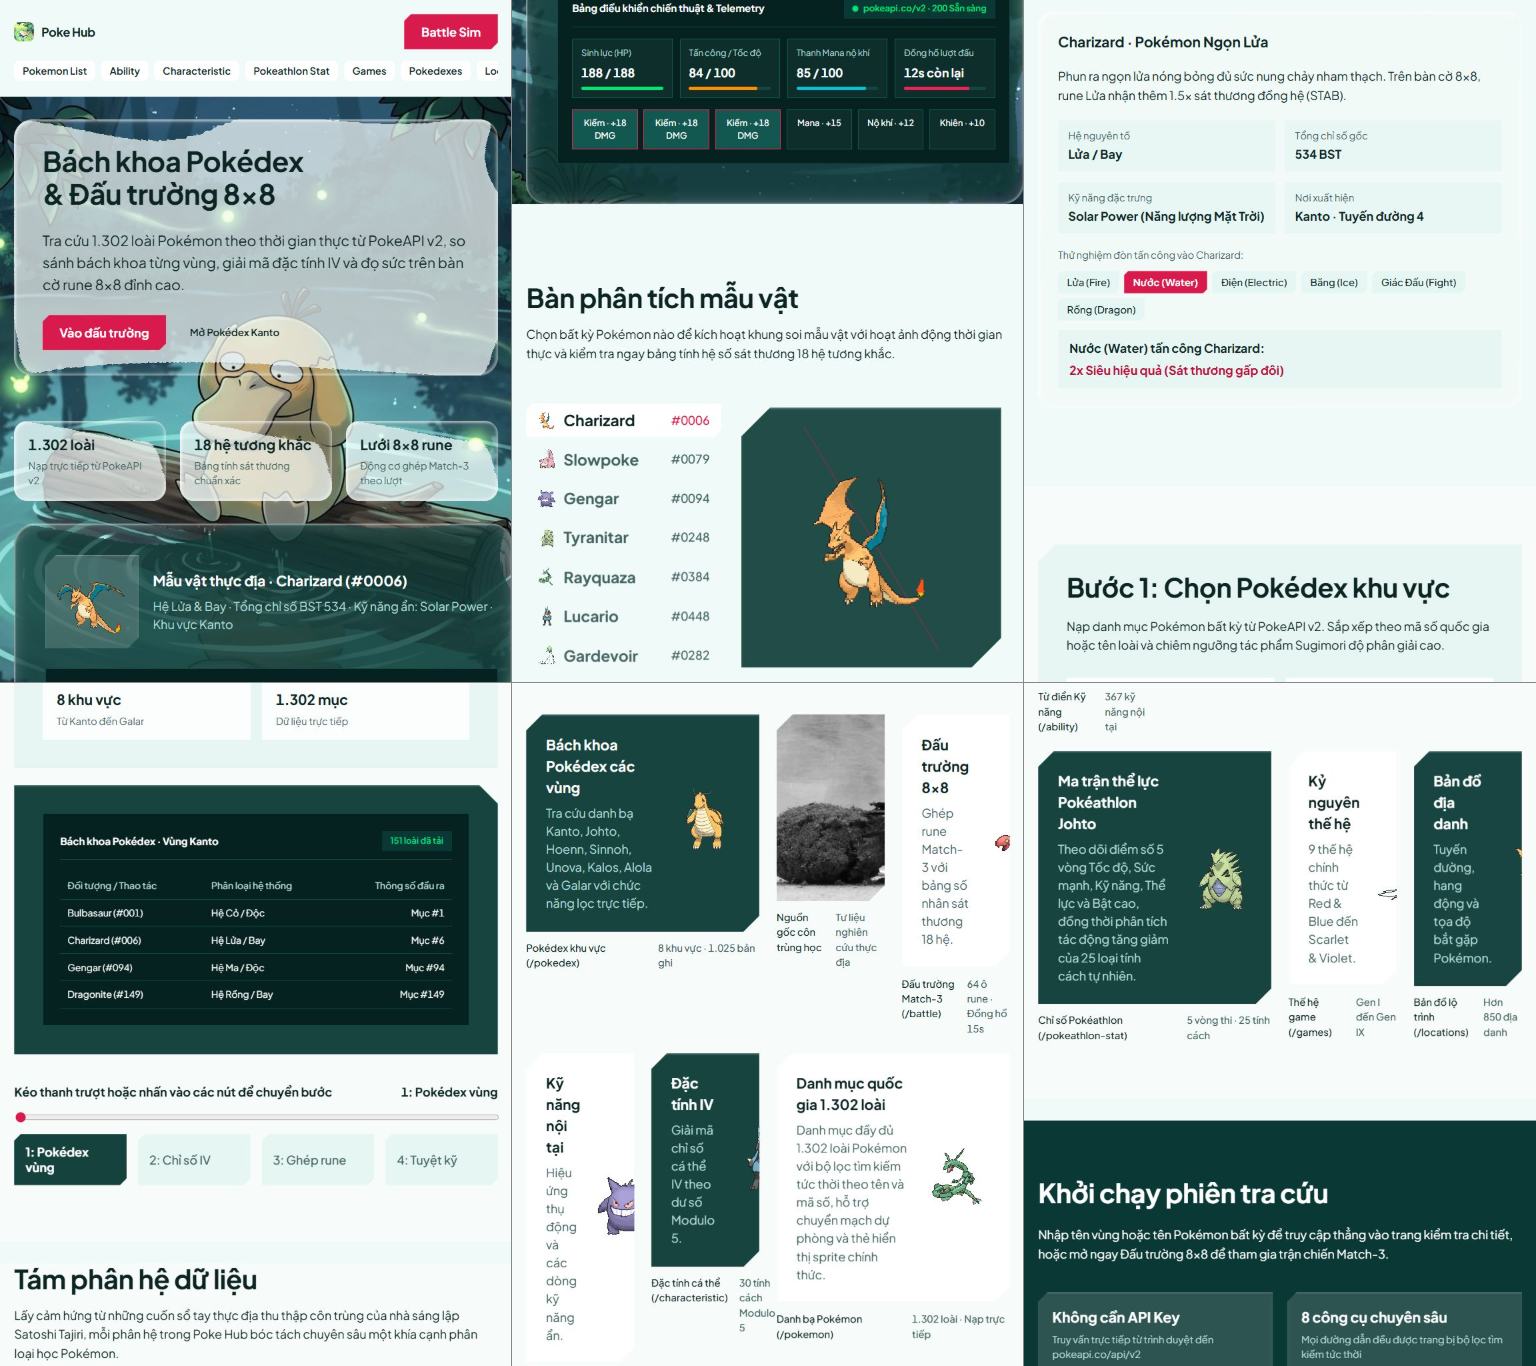 Poke Hub
Battle Sim
Pokemon List
Ability
Characteristic
Pokeathlon Stat
Games
Pokedexes
Bách khoa Pokédex
& Đấu trường 8×8
Tra cứu 1.302 loài Pokémon theo thời gian thực từ PokeAPI v2, so
sánh bách khoa từng vùng, giải mã đặc tính IV và đọ sức trên bàn
cờ rune 8×8 đỉnh cao.
Vào đấu trường
Mở Pokédex Kanto
1.302 loài
Nạp trực tiếp từ PokeAPI
v2
18 hệ tương khắc
Bảng tính sát thương
chuẩn xác
Lưới 8×8 rune
Động cơ ghép Match-3
theo lượt
Mẫu vật thực địa · Charizard (#0006)
Hệ Lửa & Bay · Tổng chỉ số BST 534 · Kỹ năng ẩn: Solar Power ·
Khu vực Kanto
Bảng điều khiển chiến thuật & Telemetry
pokeapi.co/v2 · 200 Sẵn sàng
Sinh lực (HP)
188 / 188
Tấn công / Tốc độ
84 / 100
Thanh Mana nộ khí
85 / 100
Đồng hồ lượt đấu
12s còn lại
Kiếm · +18
DMG
Kiếm · +18
DMG
Kiếm · +18
DMG
Mana · +15
Nộ khí · +12
Khiên · +10
Bàn phân tích mẫu vật
Chọn bất kỳ Pokémon nào để kích hoạt khung soi mẫu vật với hoạt ảnh động thời gian
thực và kiểm tra ngay bảng tính hệ số sát thương 18 hệ tương khắc.
Charizard #0006
Slowpoke #0079
Gengar #0094
Tyranitar #0248
Rayquaza #0384
Lucario #0448
Gardevoir #0282
Charizard · Pokémon Ngọn Lửa
Phun ra ngọn lửa nóng bỏng đủ sức nung chảy nham thạch. Trên bàn cờ 8×8,
rune Lửa nhận thêm 1.5× sát thương đồng hệ (STAB).
Hệ nguyên tố
Lửa / Bay
Tổng chỉ số gốc
534 BST
Kỹ năng đặc trưng
Solar Power (Năng lượng Mặt Trời)
Nơi xuất hiện
Kanto · Tuyến đường 4
Thử nghiệm đòn tấn công vào Charizard:
Lửa (Fire)
Nước (Water)
Điện (Electric)
Băng (Ice)
Giác Đấu (Fight)
Rồng (Dragon)
Nước (Water) tấn công Charizard:
2x Siêu hiệu quả (Sát thương gấp đôi)
Bước 1: Chọn Pokédex khu vực
Nạp danh mục Pokémon bất kỳ từ PokeAPI v2. Sắp xếp theo mã số quốc gia
hoặc tên loài và chiêm ngưỡng tác phẩm Sugimori độ phân giải cao.
8 khu vực
Từ Kanto đến Galar
1.302 mục
Dữ liệu trực tiếp
Bách khoa Pokédex · Vùng Kanto
151 loài đã tải
Đối tượng / Thao tác Phân loại hệ thống Thông số đầu ra
Bulbasaur (#001) Hệ Cỏ / Độc Mục #1
Charizard (#006) Hệ Lửa / Bay Mục #6
Gengar (#094) Hệ Ma / Độc Mục #94
Dragonite (#149) Hệ Rồng / Bay Mục #149
Kéo thanh trượt hoặc nhấn vào các nút để chuyển bước
1: Pokédex vùng
1: Pokédex
vùng
2: Chỉ số IV
3: Ghép rune
4: Tuyệt kỹ
Tám phân hệ dữ liệu
Lấy cảm hứng từ những cuốn sổ tay thực địa thu thập côn trùng của nhà sáng lập
Satoshi Tajiri, mỗi phân hệ trong Poke Hub bóc tách chuyên sâu một khía cạnh phân
loại học Pokémon.
Bách khoa
Pokédex các
vùng
Tra cứu danh bạ
Kanto, Johto,
Hoenn, Sinnoh,
Unova, Kalos, Alola
và Galar với chức
năng lọc trực tiếp.
Pokédex khu vực
(/pokedex)
8 khu vực · 1.025 bản
ghi
Nguồn
gốc côn
trùng học
Tư liệu
nghiên
cứu thực
địa
Đấu
trường
8×8
Ghép
rune
Match-
3 với
bảng số
nhân sát
thương
18 hệ.
Đấu trường
Match-3
(/battle)
64 ô
rune ·
Đồng hồ
15s
Kỹ
năng
nội
tại
Hiệu
ứng
thụ
động
và
các
dòng
kỹ
năng
ẩn.
Đặc
tính IV
Giải mã
chỉ số
cá thể
IV theo
dư số
Modulo
5.
Đặc tính cá thể
(/characteristic)
30 tính
cách
Modulo
5
Danh mục quốc
gia 1.302 loài
Danh mục đầy đủ
1.302 loài Pokémon
với bộ lọc tìm kiếm
tức thời theo tên và
mã số, hỗ trợ
chuyển mạch dự
phòng và thẻ hiển
thị sprite chính
thức.
Danh bạ Pokémon
(/pokemon)
1.302 loài · Nạp trực
tiếp
Từ điển Kỹ
năng
(/ability)
367 kỹ
năng nội
tại
Ma trận thể lực
Pokéathlon
Johto
Theo dõi điểm số 5
vòng Tốc độ, Sức
mạnh, Kỹ năng, Thể
lực và Bật cao,
đồng thời phân tích
tác động tăng giảm
của 25 loại tính
cách tự nhiên.
Chỉ số Pokéathlon
(/pokeathlon-stat)
5 vòng thi · 25 tính
cách
Kỷ
nguyên
thế hệ
9 thế hệ
chính
thức từ
Red &
Blue đến
Scarlet
& Violet.
Thế hệ
game
(/games)
Gen I
đến Gen
IX
Bản đồ
địa
danh
Tuyến
đường,
hang
động và
tọa độ
bắt gặp
Pokémon.
Bản đồ lộ
trình
(/locations)
Hơn
850 địa
danh
Khởi chạy phiên tra cứu
Nhập tên vùng hoặc tên Pokémon bất kỳ để truy cập thẳng vào trang kiểm tra chi tiết,
hoặc mở ngay Đấu trường 8×8 để tham gia trận chiến Match-3.
Không cần API Key
Truy vấn trực tiếp từ trình duyệt đến
pokeapi.co/api/v2
8 công cụ chuyên sâu
Mọi đường dẫn đều được trang bị bộ lọc tìm
kiếm tức thời